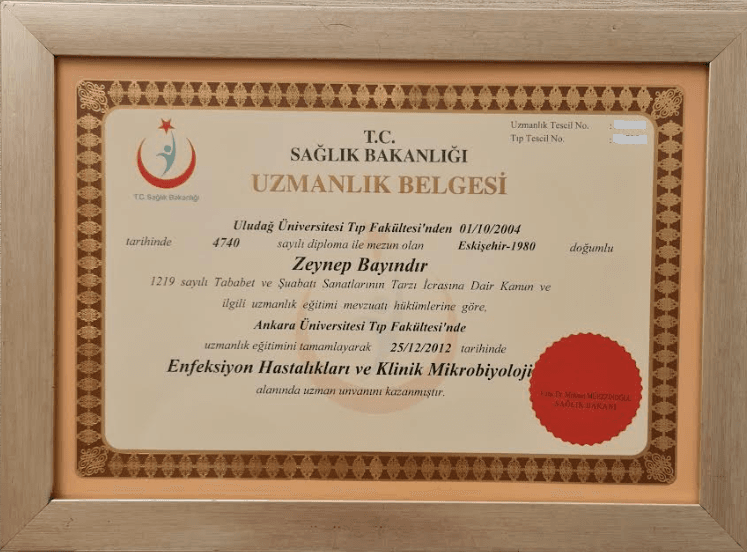 Uzmanlık Tescil No. :
Tıp Tescil No. :
T.C.
SAĞLIK BAKANLIĞI
UZMANLIK BELGESİ
T.C. Sağlık Bakanlığı
Uludağ Üniversitesi Tıp Fakültesi'nden 01/10/2004
tarihinde 4740 sayılı diploma ile mezun olan Eskişehir-1980 doğumlu
Zeynep Bayındır
1219 sayılı Tababet ve Şuabatı Sanatlarının Tarzı İcrasına Dair Kanun ve
ilgili uzmanlık eğitimi mevzuatı hükümlerine göre,
Ankara Üniversitesi Tıp Fakültesi'nde
uzmanlık eğitimini tamamlayarak 25/12/2012 tarihinde
Enfeksiyon Hastalıkları ve Klinik Mikrobiyoloji
alanında uzman unvanını kazanmıştır.
SAĞLIK BAKANI